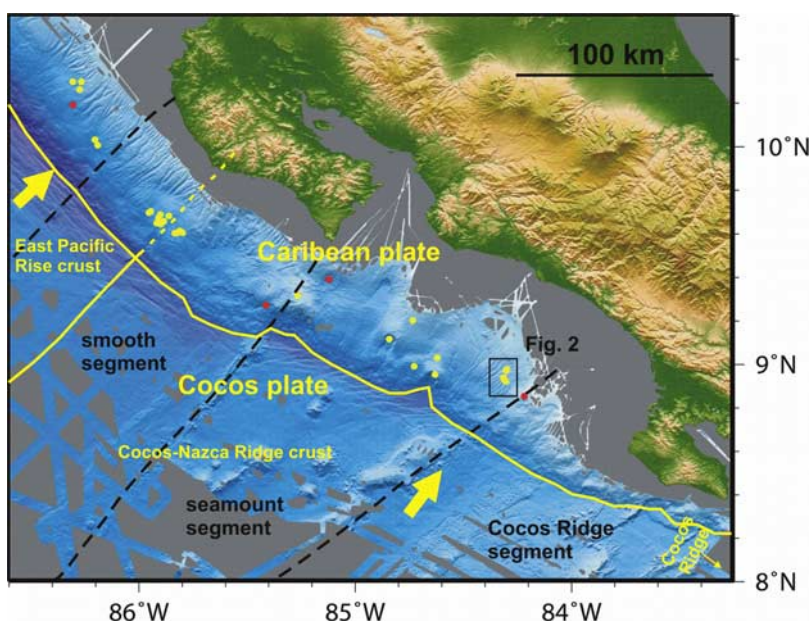 100 km
10°N
East Pacific
Rise crust
Caribean plate
smooth
segment
Fig. 2
9°N
Cocos plate
Cocos-Nazca Ridge crust
seamount
segment
Cocos Ridge
segment
Cocos
Ridge
8°N
86°W
85°W
84°W